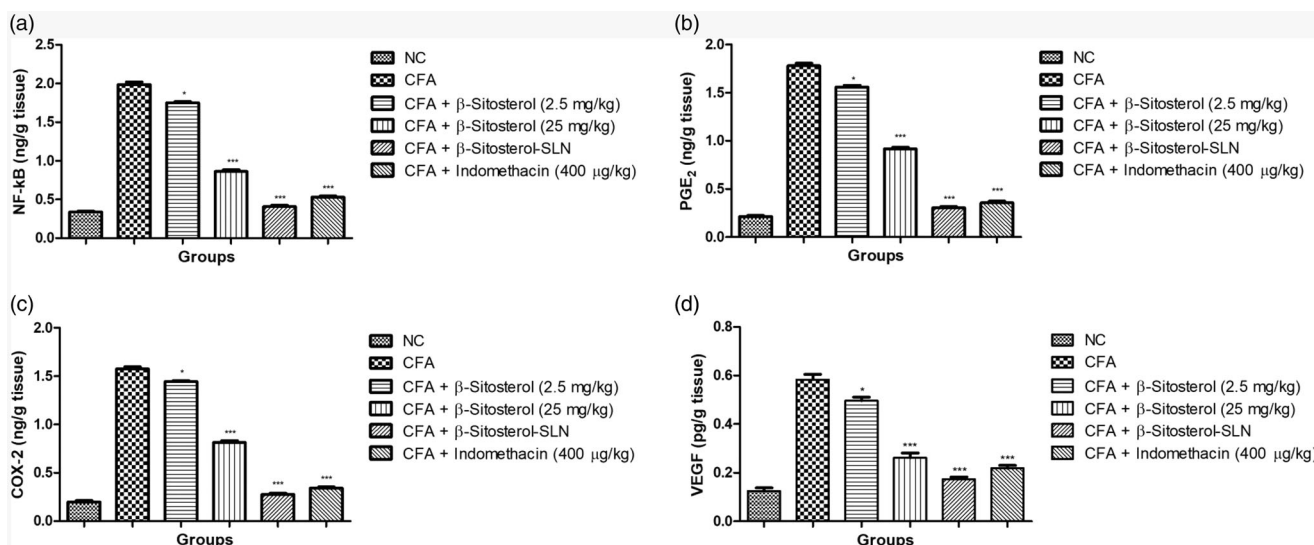 (a)
2.5
2.0
1.5
1.0
0.5
0.0
NF-kB (ng/g tissue)
*
***
***
***
Groups
NC
CFA
CFA + β-Sitosterol (2.5 mg/kg)
CFA + β-Sitosterol (25 mg/kg)
CFA + β-Sitosterol-SLN
CFA + Indomethacin (400 μg/kg)
(b)
2.0
1.5
1.0
0.5
0.0
PGE₂ (ng/g tissue)
*
***
***
***
Groups
NC
CFA
CFA + β-Sitosterol (2.5 mg/kg)
CFA + β-Sitosterol (25 mg/kg)
CFA + β-Sitosterol-SLN
CFA + Indomethacin (400 μg/kg)
(c)
2.0
1.5
1.0
0.5
0.0
COX-2 (ng/g tissue)
*
***
***
***
Groups
NC
CFA
CFA + β-Sitosterol (2.5 mg/kg)
CFA + β-Sitosterol (25 mg/kg)
CFA + β-Sitosterol-SLN
CFA + Indomethacin (400 μg/kg)
(d)
0.8
0.6
0.4
0.2
0.0
VEGF (pg/g tissue)
*
***
***
***
Groups
NC
CFA
CFA + β-Sitosterol (2.5 mg/kg)
CFA + β-Sitosterol (25 mg/kg)
CFA + β-Sitosterol-SLN
CFA + Indomethacin (400 μg/kg)